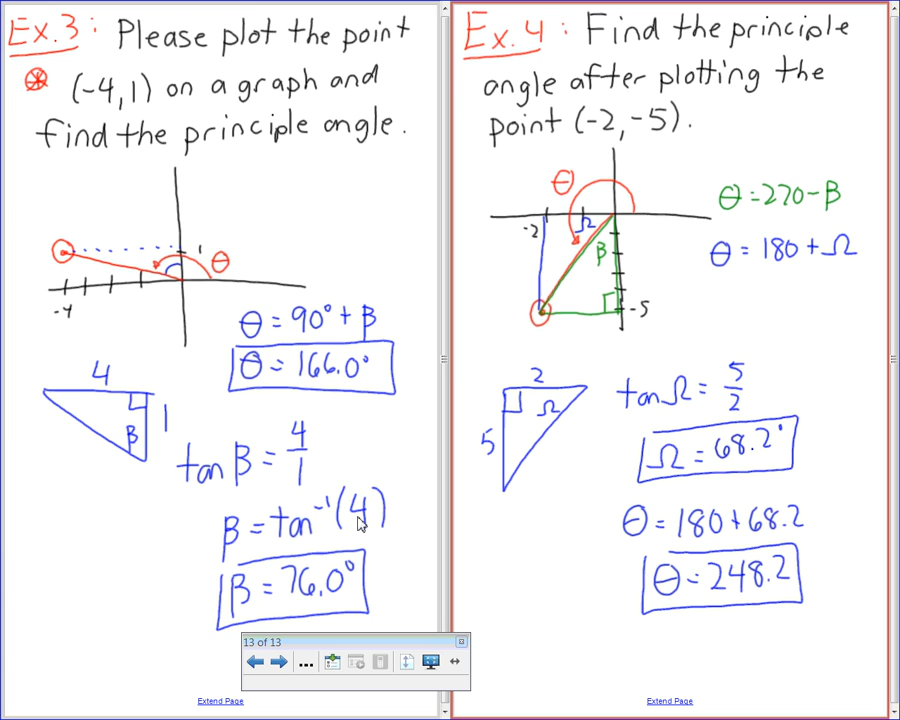 Ex.3: Please plot the point
(-4,1) on a graph and
find the principle angle.
1
θ
-4
θ = 90° + β
θ = 166.0°
4
1
β
tan β = 4/1
β = tan⁻¹(4)
β = 76.0°
13 of 13
...
Extend Page
Ex.4: Find the principle
angle after plotting the
point (-2,-5).
θ
-2
Ω
β
-5
θ = 270 - β
θ = 180 + Ω
2
Ω
5
tan Ω = 5/2
Ω = 68.2°
θ = 180 + 68.2
θ = 248.2
Extend Page